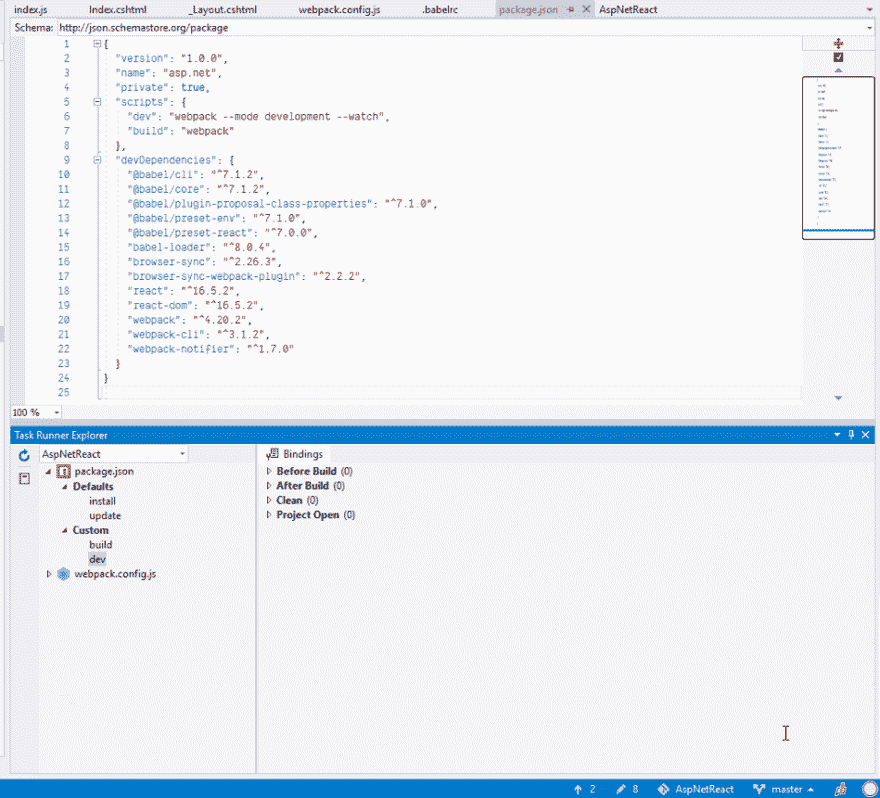 index.js Index.cshtml _Layout.cshtml webpack.config.js .babelrc package.json AspNetReact
Schema: http://json.schemastore.org/package
1 {
2 "version": "1.0.0",
3 "name": "asp.net",
4 "private": true,
5 "scripts": {
6 "dev": "webpack --mode development --watch",
7 "build": "webpack"
8 },
9 "devDependencies": {
10 "@babel/cli": "^7.1.2",
11 "@babel/core": "^7.1.2",
12 "@babel/plugin-proposal-class-properties": "^7.1.0",
13 "@babel/preset-env": "^7.1.0",
14 "@babel/preset-react": "^7.0.0",
15 "babel-loader": "^8.0.4",
16 "browser-sync": "^2.26.3",
17 "browser-sync-webpack-plugin": "^2.2.2",
18 "react": "^16.5.2",
19 "react-dom": "^16.5.2",
20 "webpack": "^4.20.2",
21 "webpack-cli": "^3.1.2",
22 "webpack-notifier": "^1.7.0"
23 }
24 }
25
100 %
Task Runner Explorer
AspNetReact
package.json
Defaults
install
update
Custom
build
dev
webpack.config.js
Bindings
Before Build (0)
After Build (0)
Clean (0)
Project Open (0)
2 8 AspNetReact master